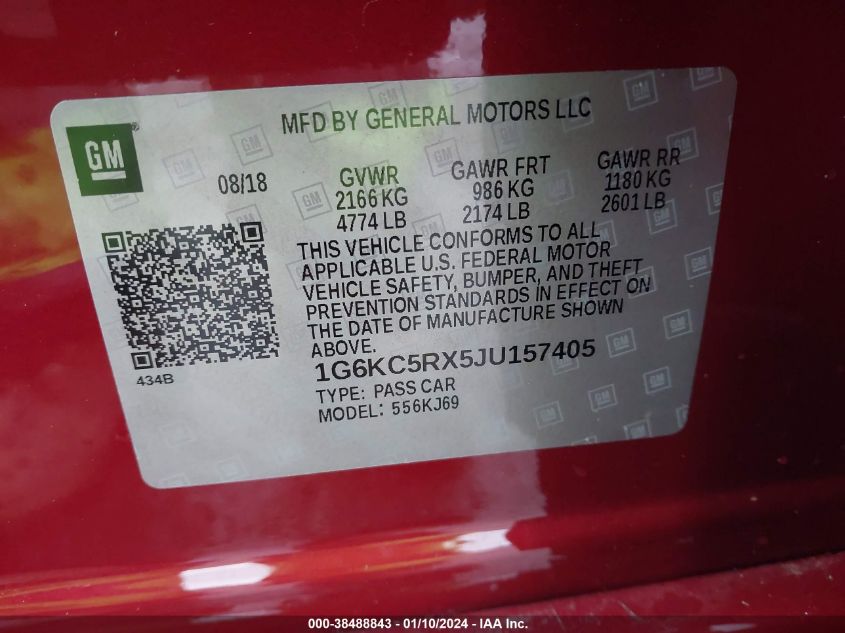 MFD BY GENERAL MOTORS LLC
GM
08/18
GVWR
2166 KG
4774 LB
GAWR FRT
986 KG
2174 LB
GAWR RR
1180 KG
2601 LB
THIS VEHICLE CONFORMS TO ALL
APPLICABLE U.S. FEDERAL MOTOR
VEHICLE SAFETY, BUMPER, AND THEFT
PREVENTION STANDARDS IN EFFECT ON
THE DATE OF MANUFACTURE SHOWN
ABOVE.
434B
1G6KC5RX5JU157405
TYPE: PASS CAR
MODEL: 556KJ69
000-38488843 - 01/10/2024 - IAA Inc.